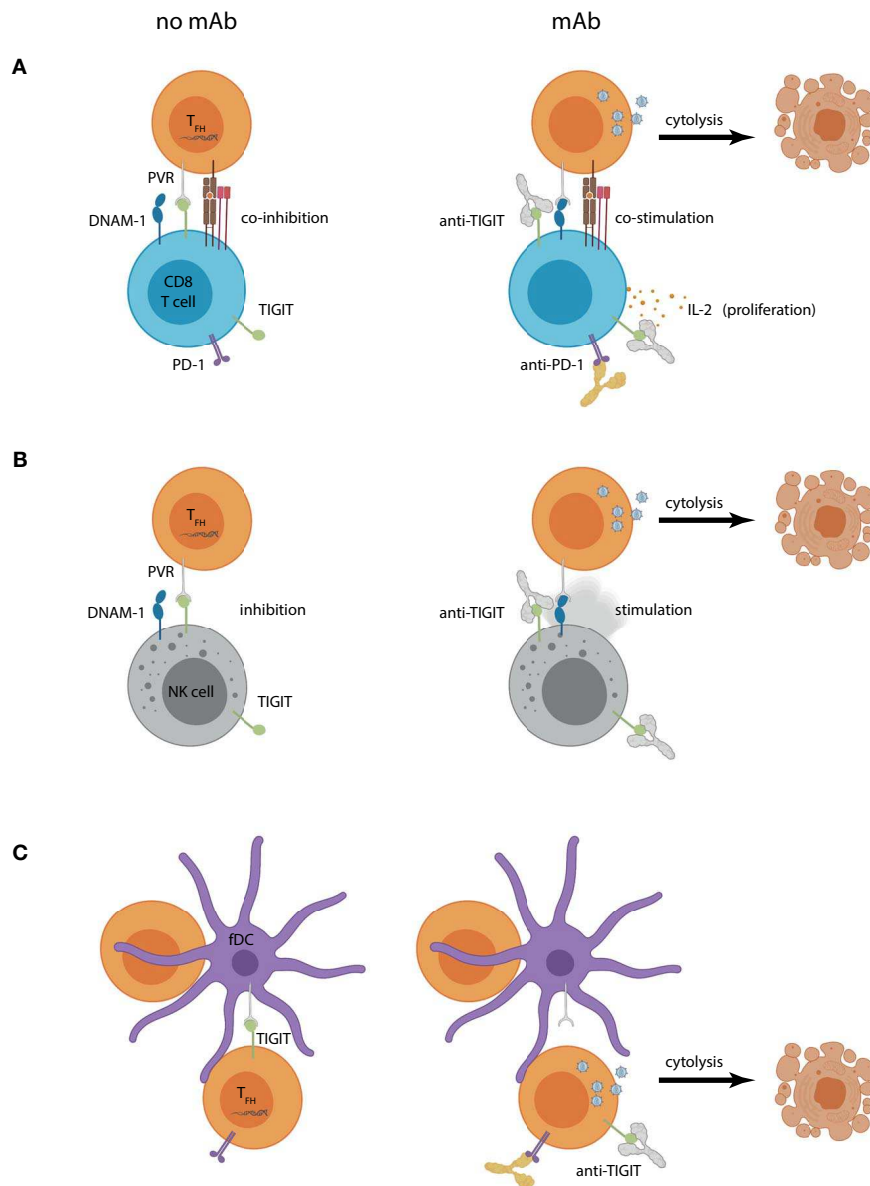 no mAb
mAb
A
TFH
PVR
DNAM-1
co-inhibition
CD8
T cell
TIGIT
PD-1
cytolysis
anti-TIGIT
co-stimulation
IL-2 (proliferation)
anti-PD-1
B
TFH
PVR
DNAM-1
inhibition
NK cell
TIGIT
cytolysis
anti-TIGIT
stimulation
C
fDC
TIGIT
TFH
cytolysis
anti-TIGIT